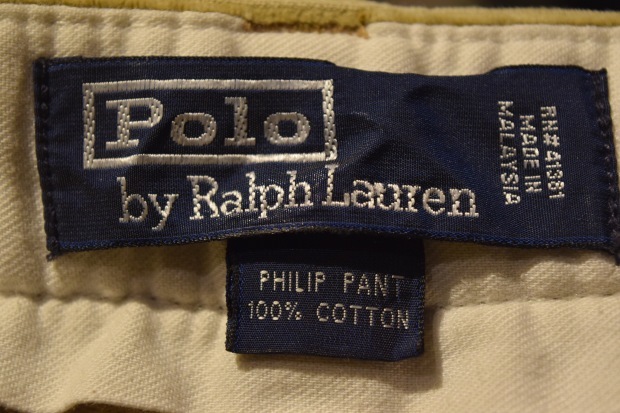 Polo
by Ralph Lauren
RN#41381
MADE IN
MALAYSIA
PHILIP PANT
100% COTTON